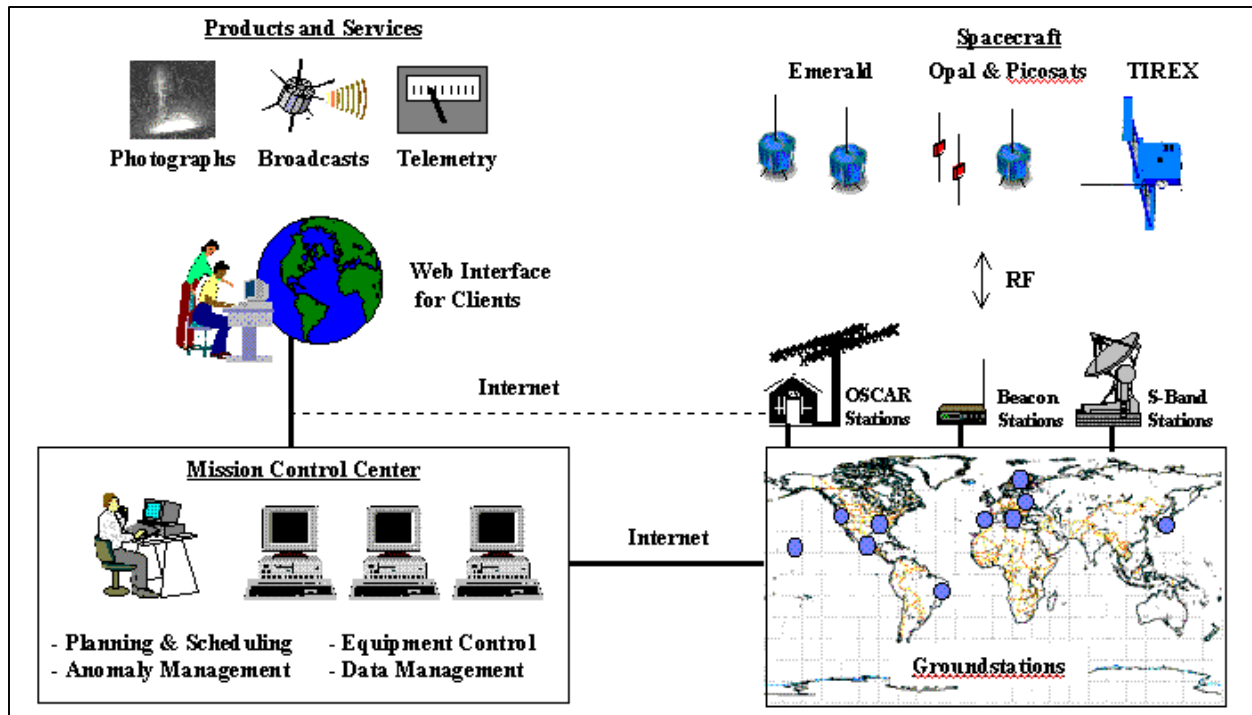 Products and Services
Photographs
Broadcasts
Telemetry
Spacecraft
Emerald
Opal & Picosats
TIREX
Web Interface
for Clients
RF
Internet
OSCAR
Stations
Beacon
Stations
S-Band
Stations
Mission Control Center
- Planning & Scheduling
- Anomaly Management
- Equipment Control
- Data Management
Internet
Groundstations